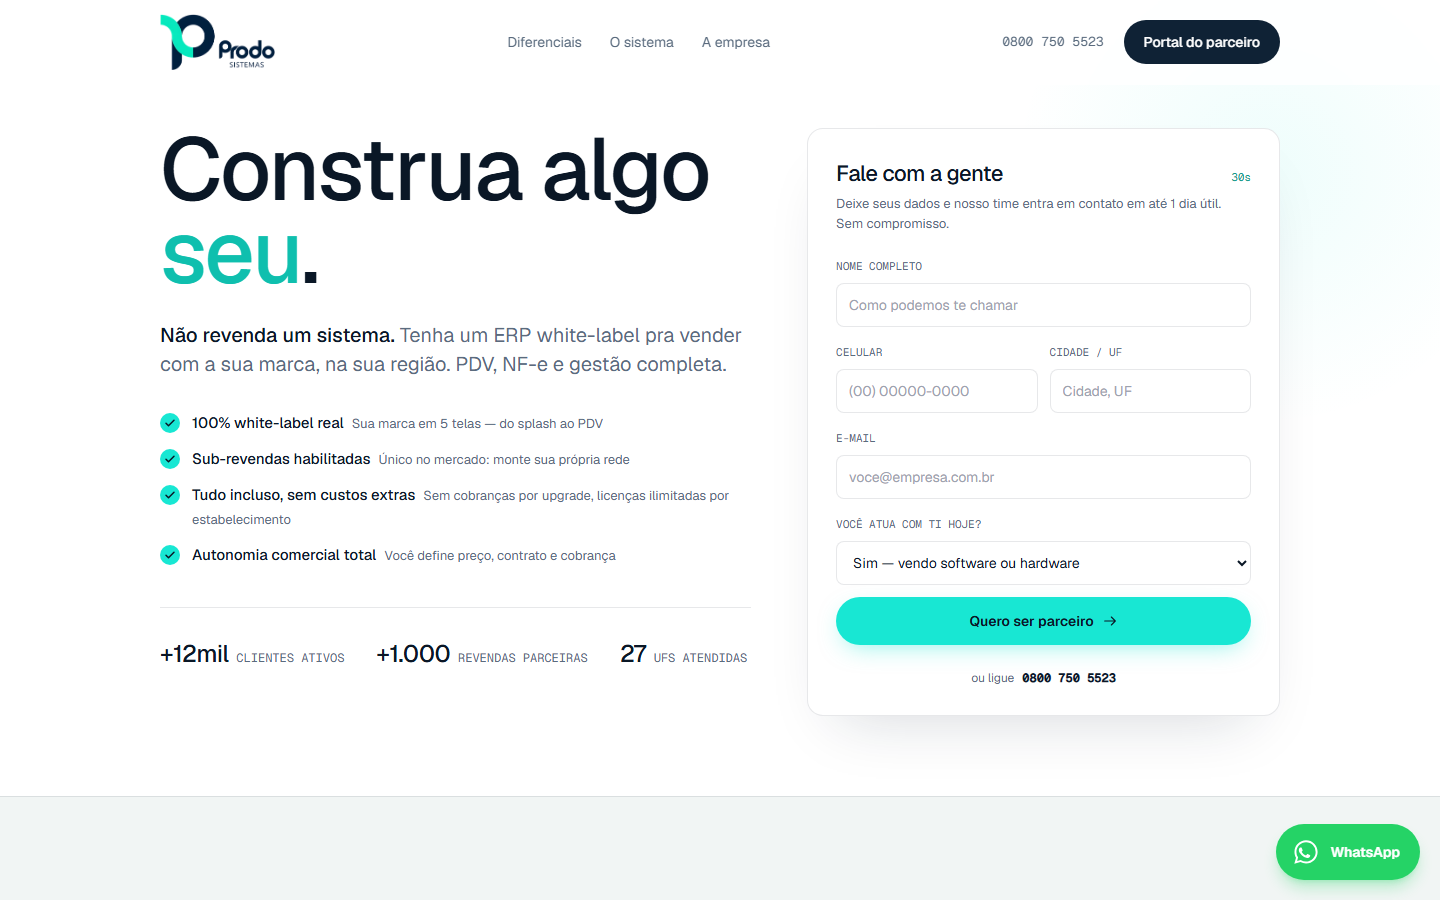 Prodo
SISTEMAS
Diferenciais
O sistema
A empresa
0800 750 5523
Portal do parceiro
Construa algo
seu.
Não revenda um sistema. Tenha um ERP white-label pra vender
com a sua marca, na sua região. PDV, NF-e e gestão completa.
100% white-label real Sua marca em 5 telas — do splash ao PDV
Sub-revendas habilitadas Único no mercado: monte sua própria rede
Tudo incluso, sem custos extras Sem cobranças por upgrade, licenças ilimitadas por
estabelecimento
Autonomia comercial total Você define preço, contrato e cobrança
+12mil CLIENTES ATIVOS
+1.000 REVENDAS PARCEIRAS
27 UFS ATENDIDAS
Fale com a gente
30s
Deixe seus dados e nosso time entra em contato em até 1 dia útil.
Sem compromisso.
NOME COMPLETO
Como podemos te chamar
CELULAR
CIDADE / UF
(00) 00000-0000
Cidade, UF
E-MAIL
voce@empresa.com.br
VOCÊ ATUA COM TI HOJE?
Sim — vendo software ou hardware
Quero ser parceiro →
ou ligue 0800 750 5523
WhatsApp